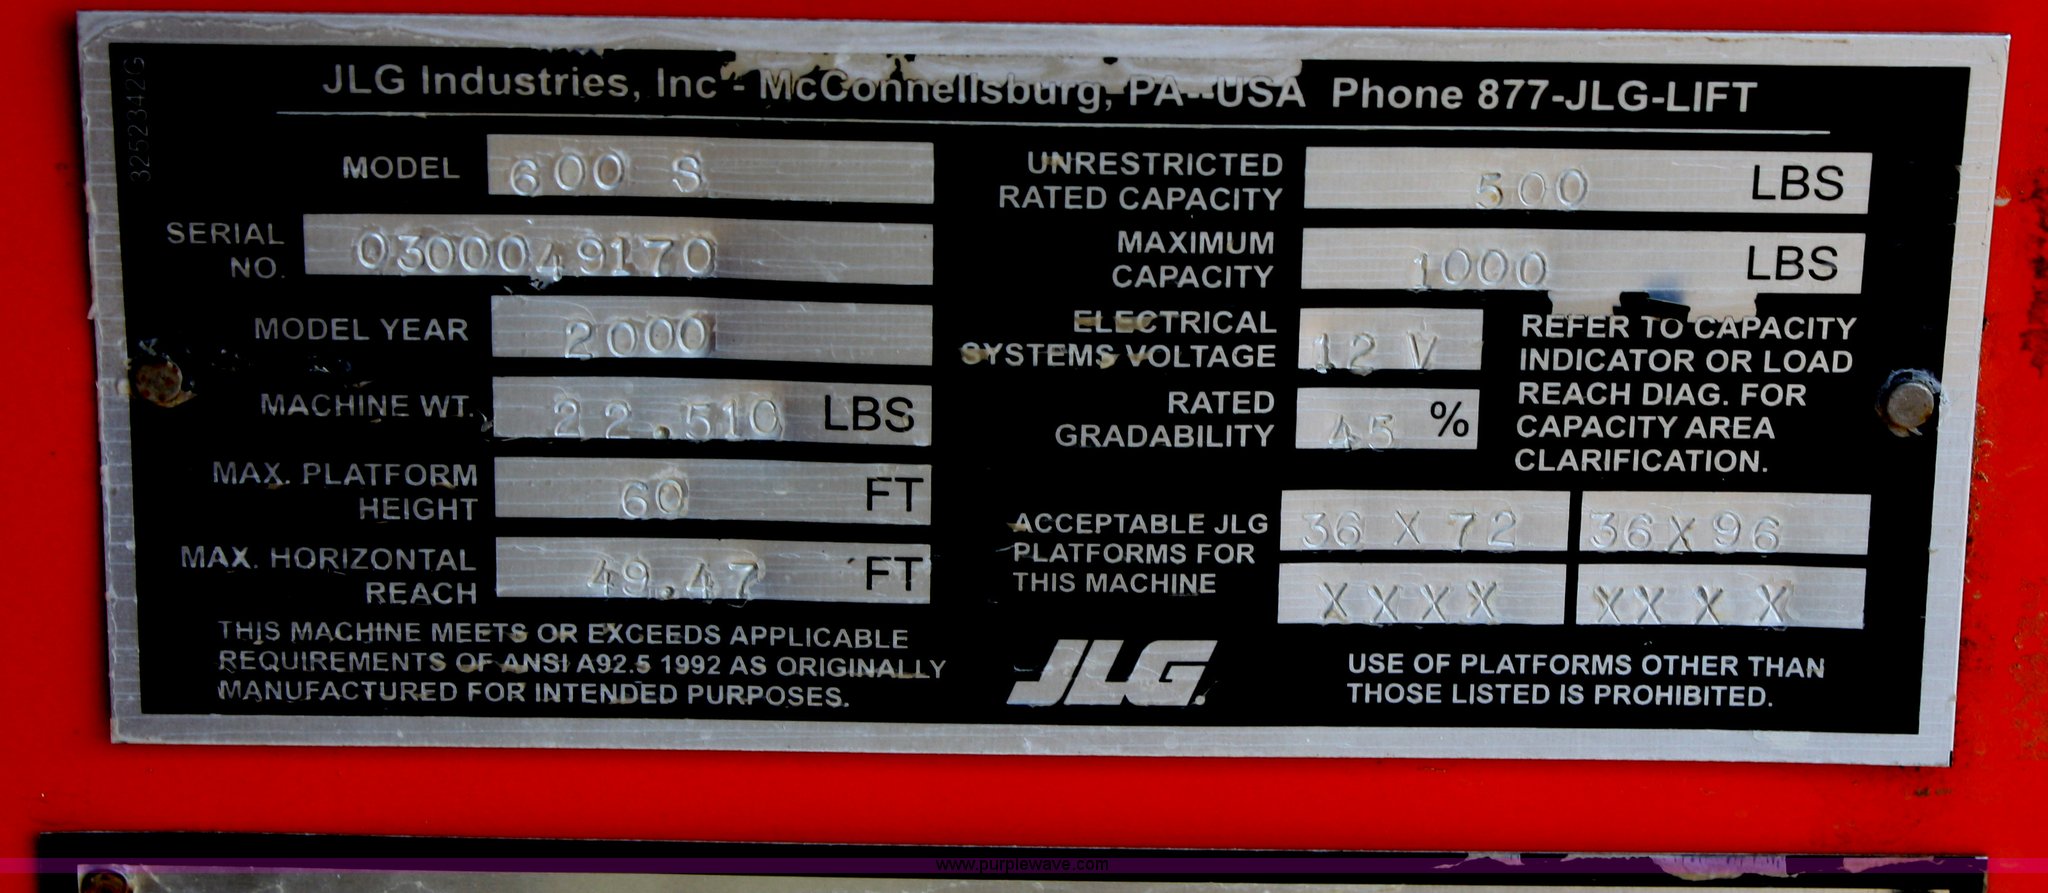 32523426
JLG Industries, Inc - McConnellsburg, PA--USA Phone 877-JLG-LIFT
MODEL 600 S
SERIAL
NO. 0300049170
MODEL YEAR 2000
MACHINE WT. 22.510 LBS
MAX. PLATFORM
HEIGHT 60 FT
MAX. HORIZONTAL
REACH 49.47 FT
THIS MACHINE MEETS OR EXCEEDS APPLICABLE
REQUIREMENTS OF ANSI A92.5 1992 AS ORIGINALLY
MANUFACTURED FOR INTENDED PURPOSES.
UNRESTRICTED
RATED CAPACITY 500 LBS
MAXIMUM
CAPACITY 1000 LBS
ELECTRICAL
SYSTEMS VOLTAGE 12 V
RATED
GRADABILITY 45 %
REFER TO CAPACITY
INDICATOR OR LOAD
REACH DIAG. FOR
CAPACITY AREA
CLARIFICATION.
ACCEPTABLE JLG
PLATFORMS FOR
THIS MACHINE
36 X 72 36X96
XXXX XXXX
JLG.
USE OF PLATFORMS OTHER THAN
THOSE LISTED IS PROHIBITED.
www.purplewave.com